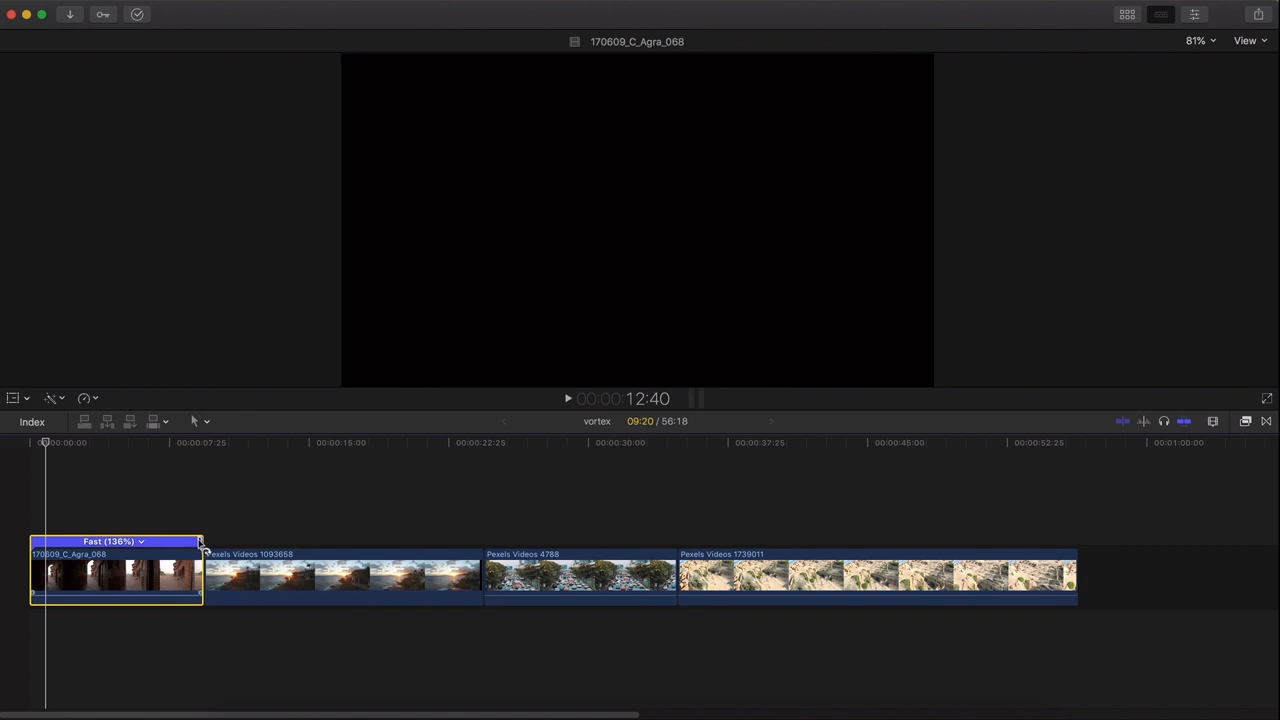 170609_C_Agra_068
81%
View
00:00:00:12:40
Index
vortex
09:20 / 56:18
00:00:00:00
00:00:07:25
00:00:15:00
00:00:22:25
00:00:30:00
00:00:37:25
00:00:45:00
00:00:52:25
00:01:00:00
Fast (136%)
170609_C_Agra_068
Pexels Videos 1093658
Pexels Videos 4788
Pexels Videos 1739011